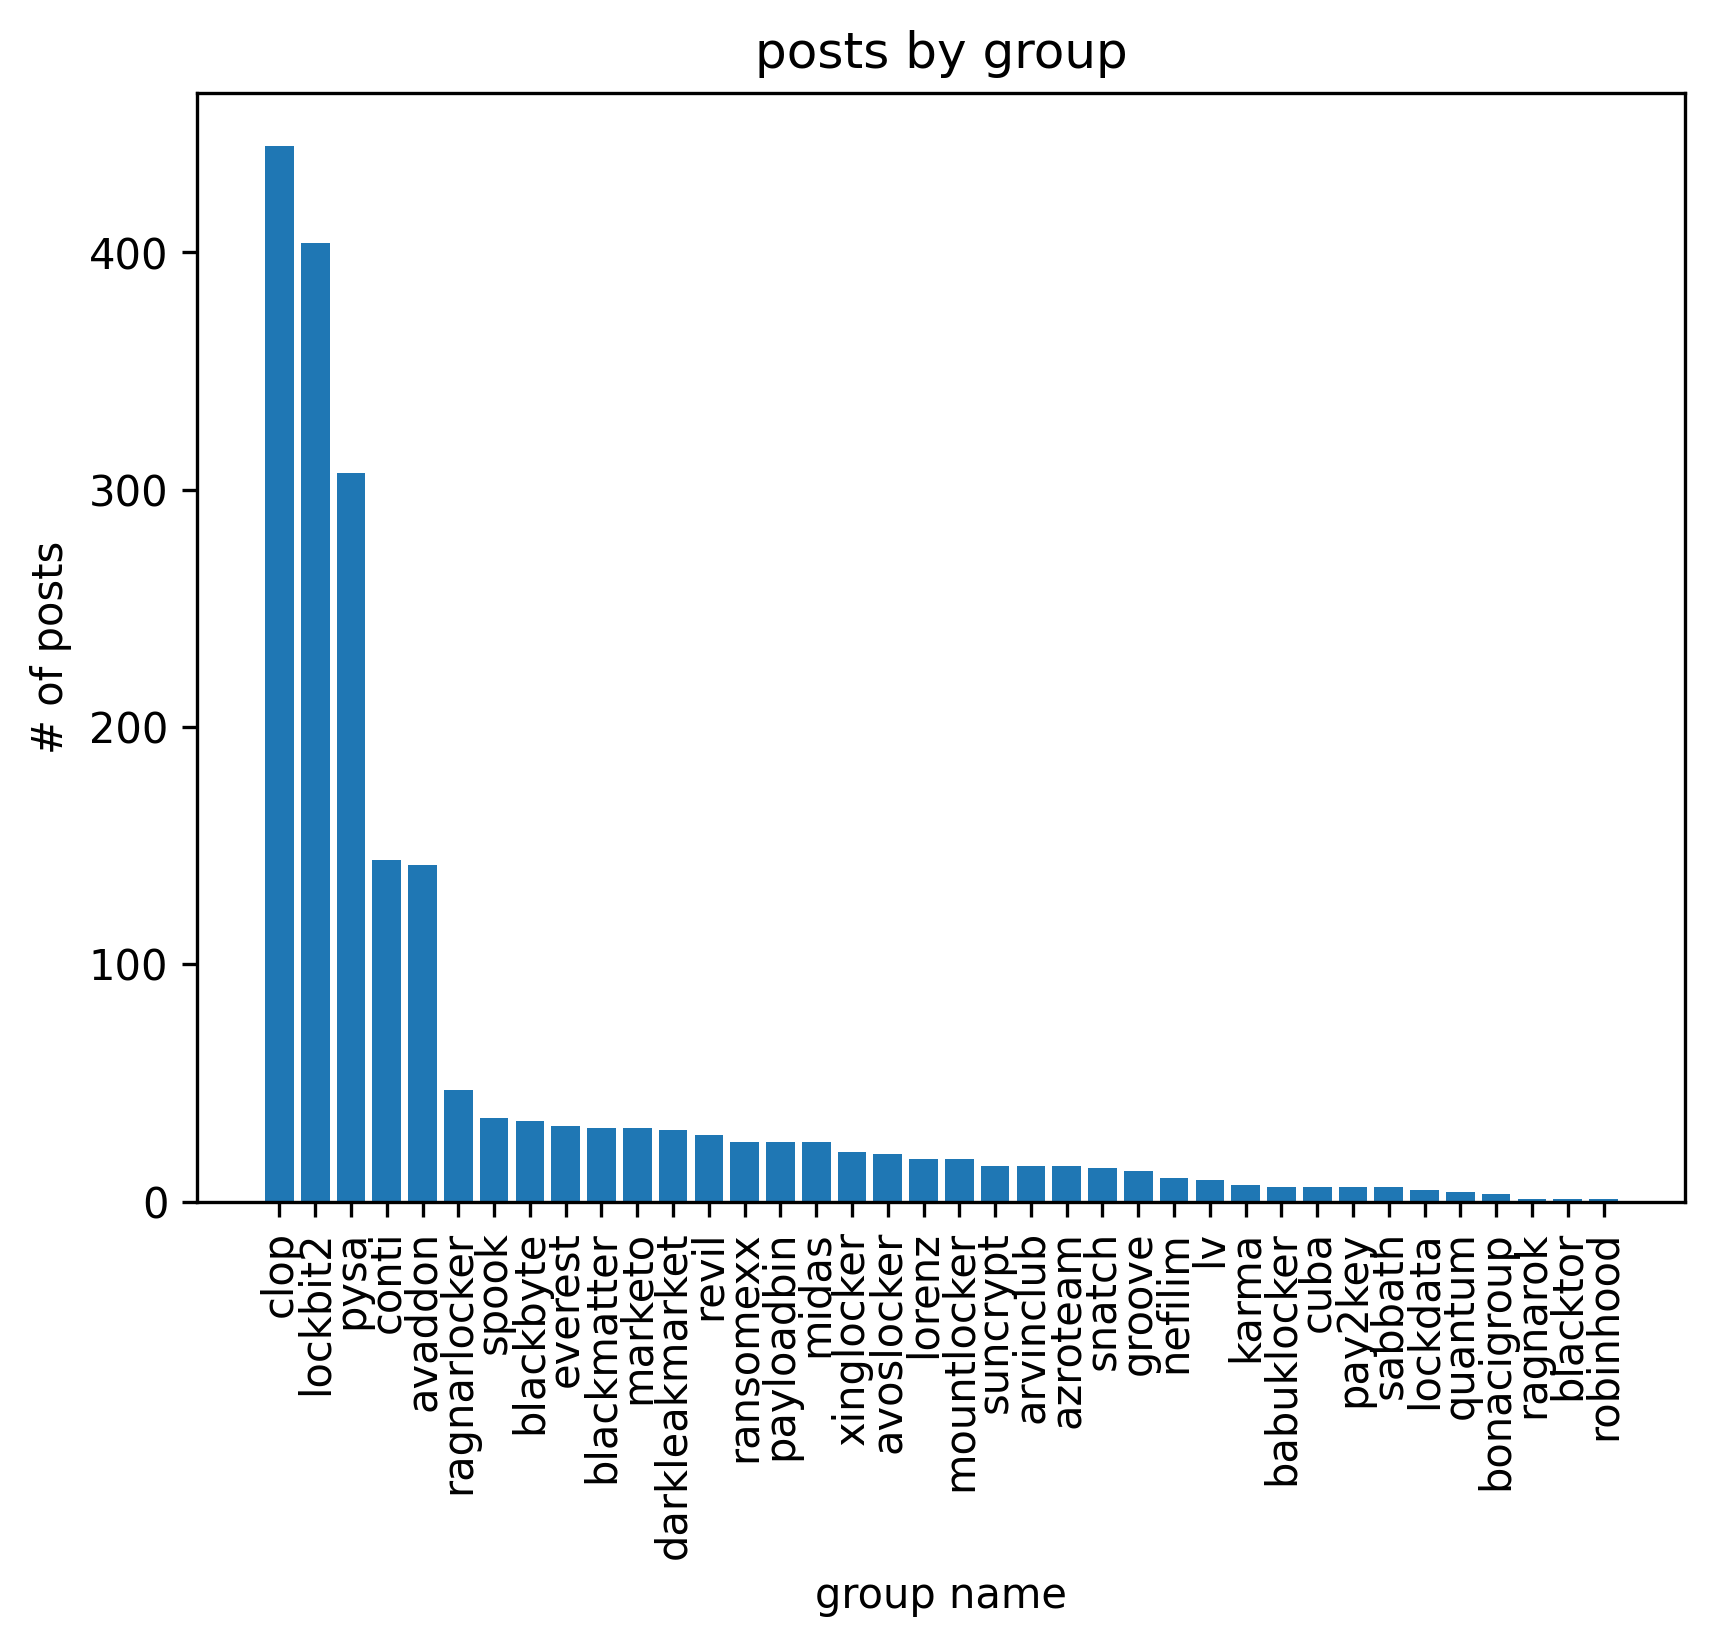 posts by group
# of posts
400
300
200
100
0
clop
lockbit2
pysa
conti
avaddon
ragnarlocker
spook
blackbyte
everest
blackmatter
marketo
darkleakmarket
revil
ransomexx
payloadbin
midas
xinglocker
avoslocker
lorenz
mountlocker
suncrypt
arvinclub
azroteam
snatch
groove
nefilim
lv
karma
babuklocker
cuba
pay2key
sabbath
lockdata
quantum
bonacigroup
ragnarok
blacktor
robinhood
group name